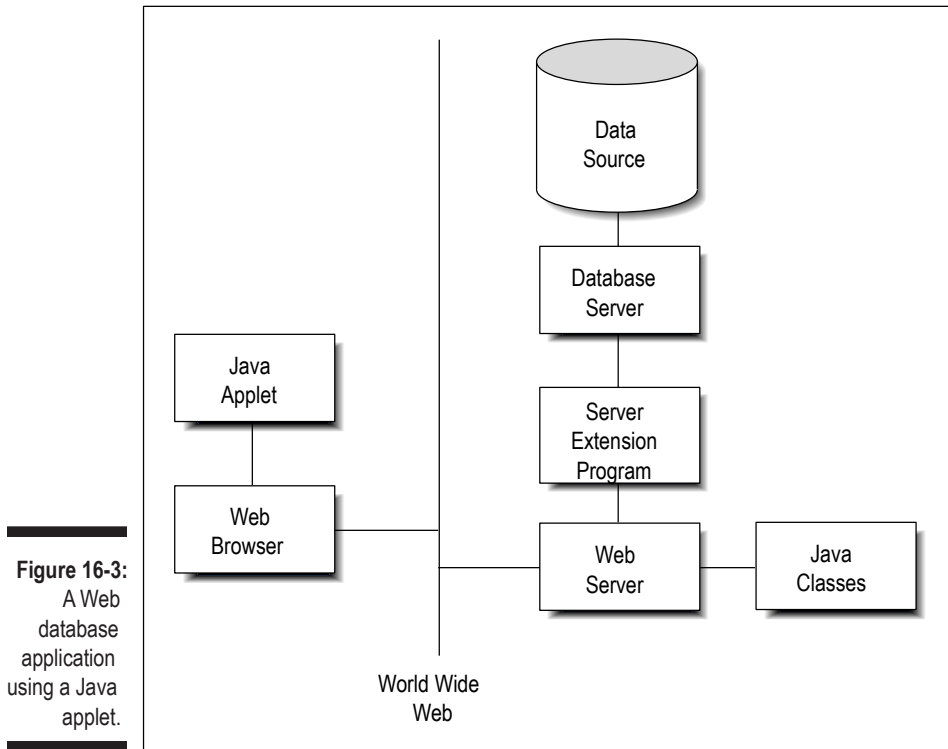 Data
Source
Database
Server
Java
Applet
Server
Extension
Program
Web
Browser
Web
Server
Java
Classes
World Wide
Web
Figure 16-3:
A Web
database
application
using a Java
applet.